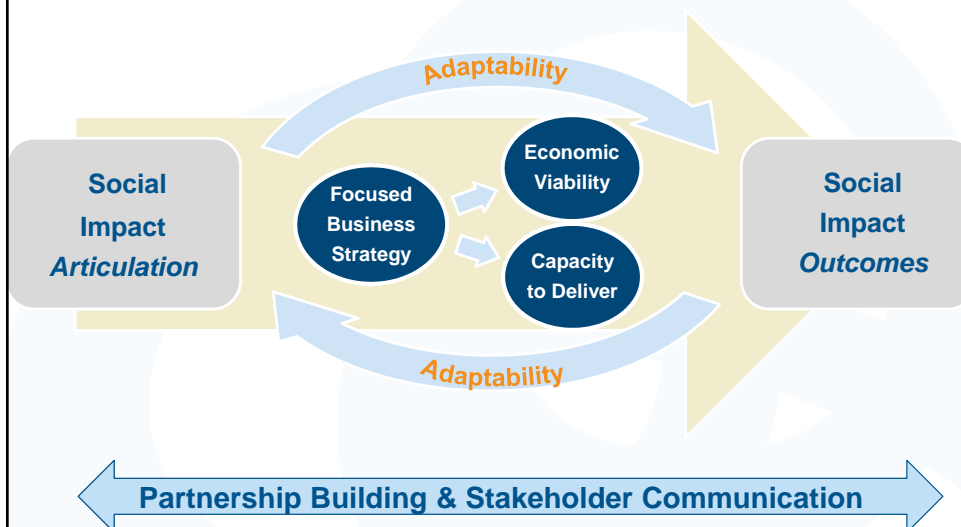 Adaptability
Social
Impact
Articulation
Focused
Business
Strategy
Economic
Viability
Capacity
to Deliver
Social
Impact
Outcomes
Adaptability
Partnership Building & Stakeholder Communication